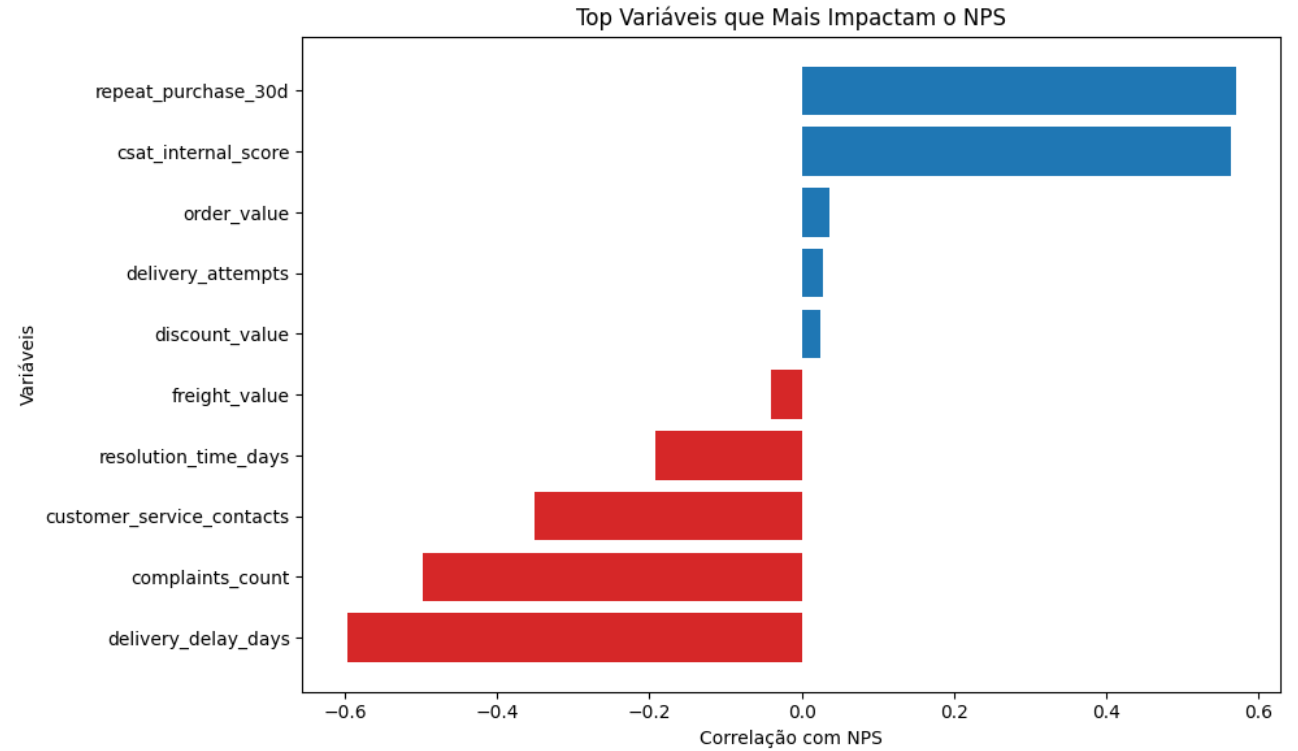 Top Variáveis que Mais Impactam o NPS
Variáveis
repeat_purchase_30d
csat_internal_score
order_value
delivery_attempts
discount_value
freight_value
resolution_time_days
customer_service_contacts
complaints_count
delivery_delay_days
−0.6 −0.4 −0.2 0.0 0.2 0.4 0.6
Correlação com NPS